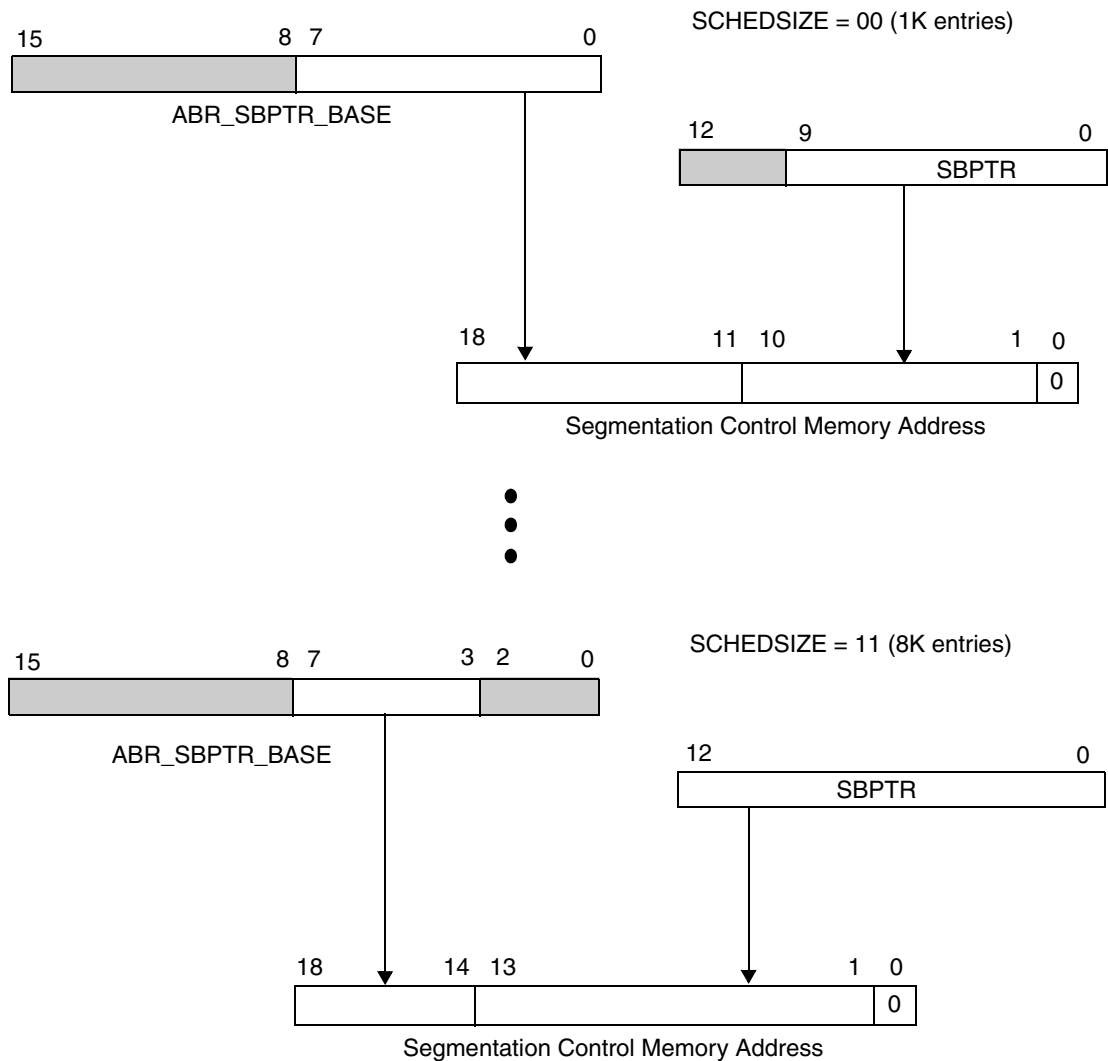 SCHEDSIZE = 00 (1K entries)
15 8 7 0
ABR_SBPTR_BASE
12 9 0
SBPTR
18 11 10 1 0
0
Segmentation Control Memory Address
SCHEDSIZE = 11 (8K entries)
15 8 7 3 2 0
ABR_SBPTR_BASE
12 0
SBPTR
18 14 13 1 0
0
Segmentation Control Memory Address